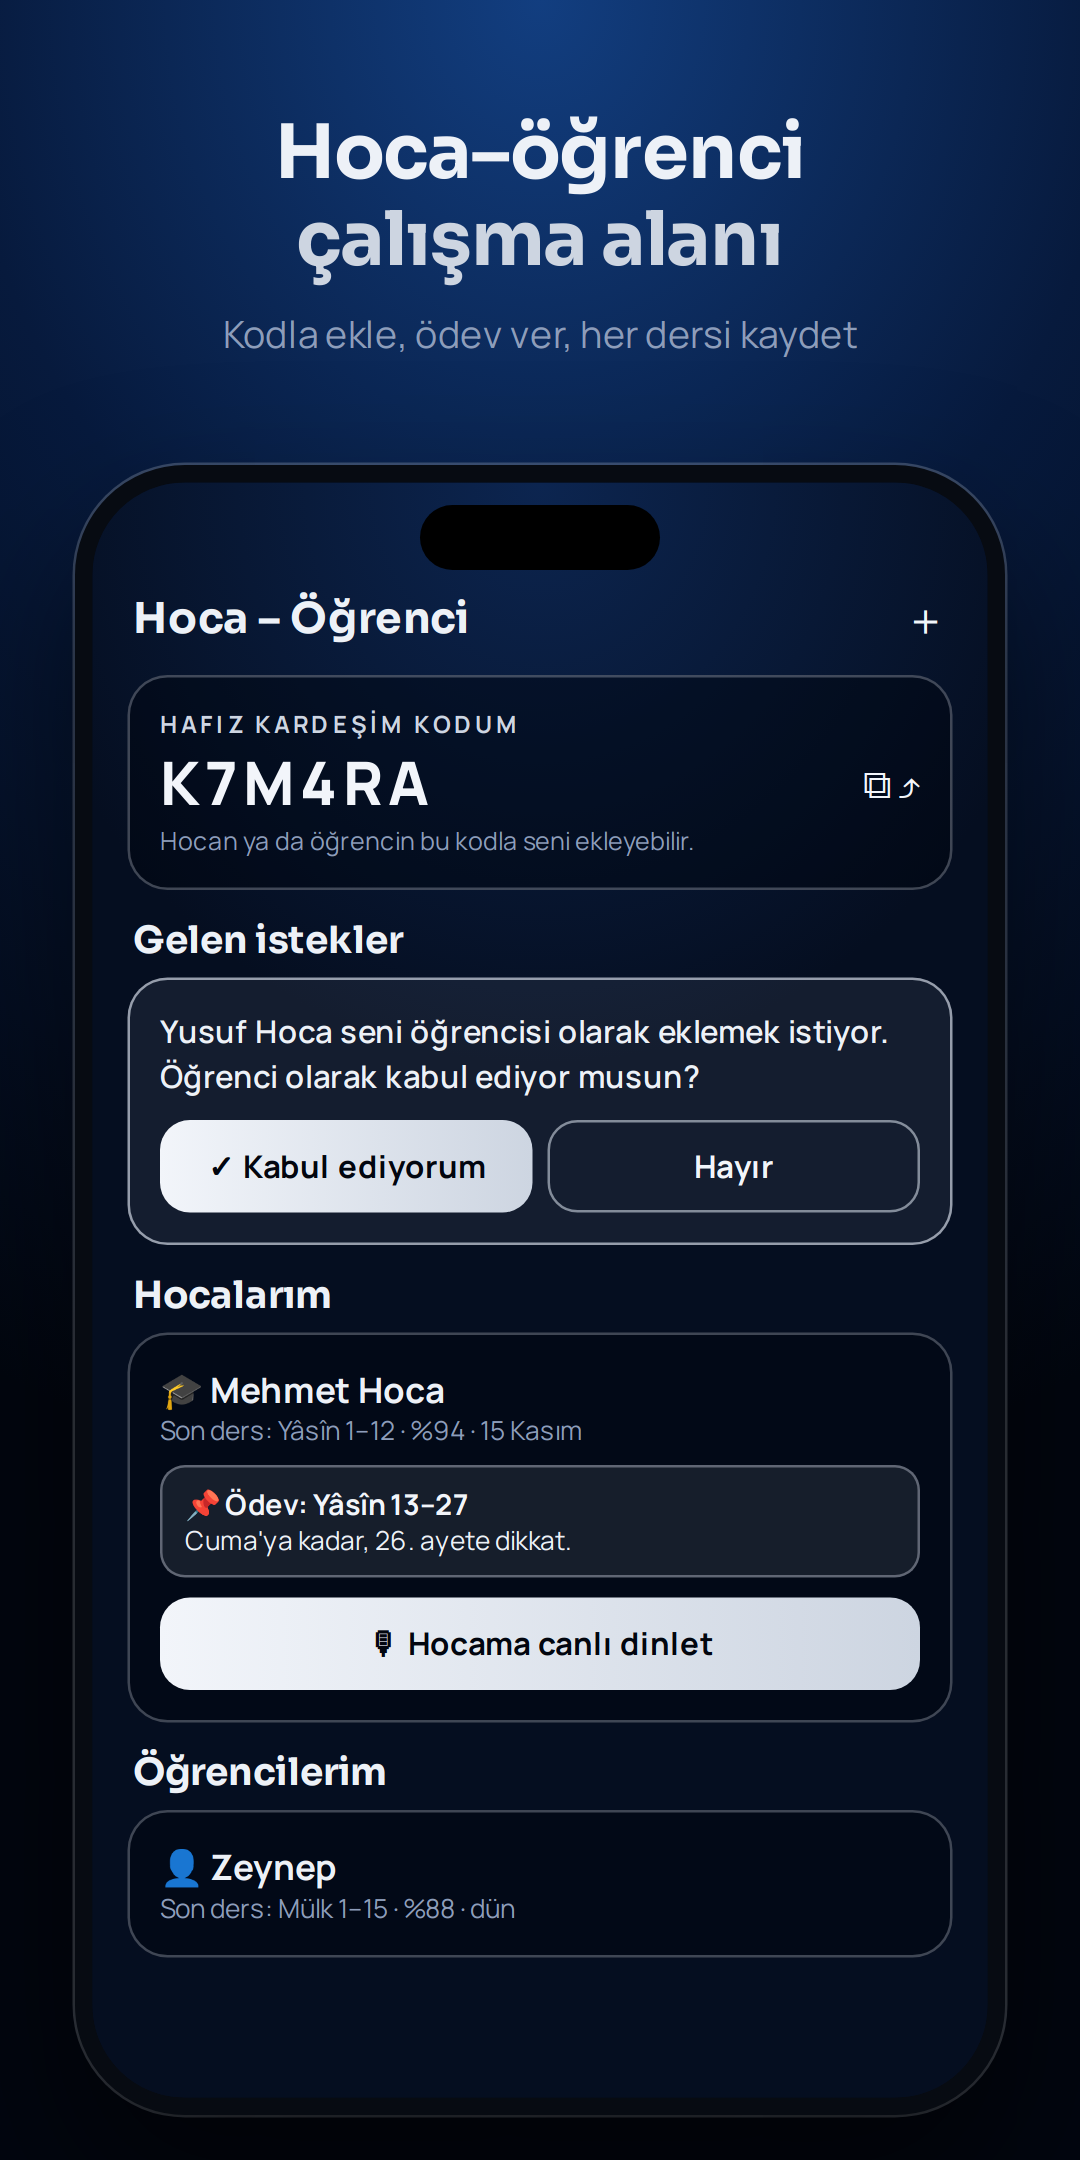 Hoca–öğrenci
çalışma alanı
Kodla ekle, ödev ver, her dersi kaydet
Hoca – Öğrenci
+
HAFIZ KARDEŞİM KODUM
K7M4RA
Hocan ya da öğrencin bu kodla seni ekleyebilir.
Gelen istekler
Yusuf Hoca seni öğrencisi olarak eklemek istiyor.
Öğrenci olarak kabul ediyor musun?
✓ Kabul ediyorum
Hayır
Hocalarım
🎓 Mehmet Hoca
Son ders: Yâsîn 1–12 · %94 · 15 Kasım
📌 Ödev: Yâsîn 13–27
Cuma'ya kadar, 26. ayete dikkat.
🎙 Hocama canlı dinlet
Öğrencilerim
👤 Zeynep
Son ders: Mülk 1–15 · %88 · dün